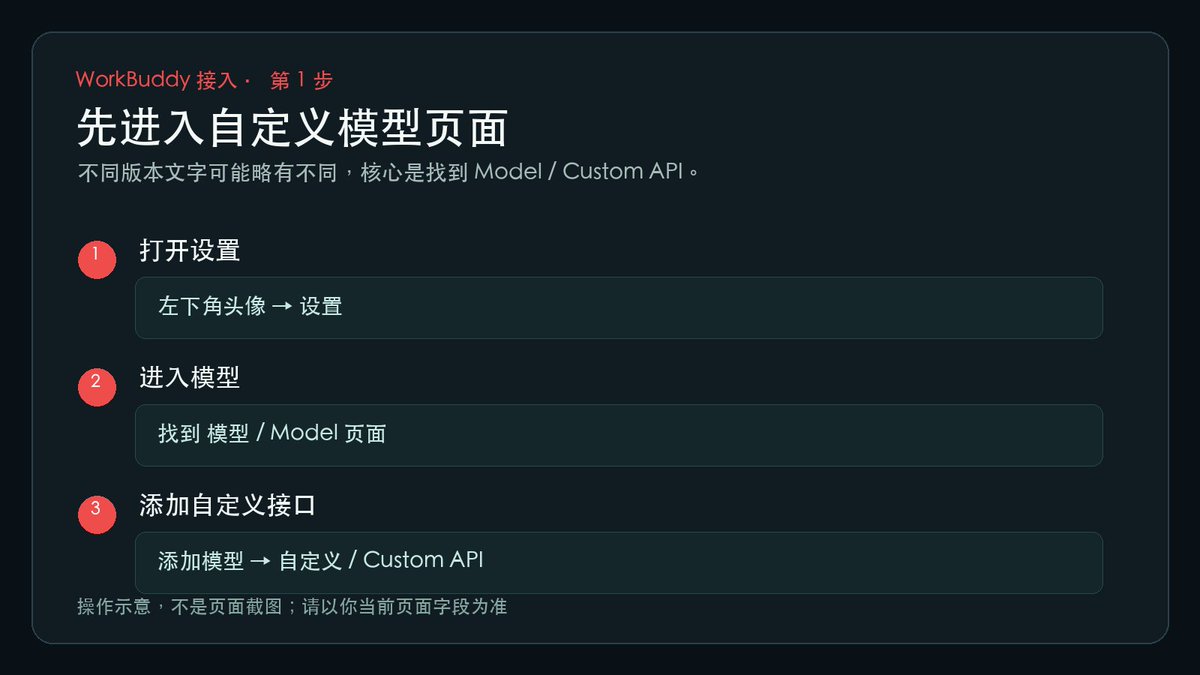 WorkBuddy 接入 · 第 1 步
先进入自定义模型页面
不同版本文字可能略有不同，核心是找到 Model / Custom API。
1 打开设置
左下角头像 → 设置
2 进入模型
找到 模型 / Model 页面
3 添加自定义接口
添加模型 → 自定义 / Custom API
操作示意，不是页面截图；请以你当前页面字段为准